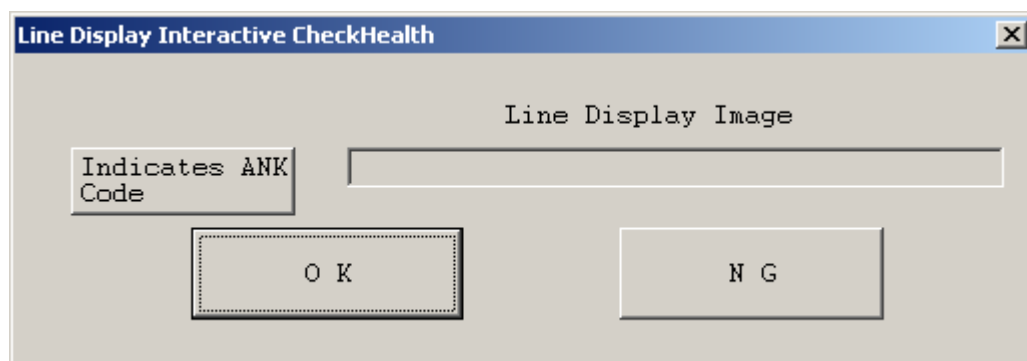 Line Display Interactive CheckHealth
Line Display Image
Indicates ANK
Code
O K
N G